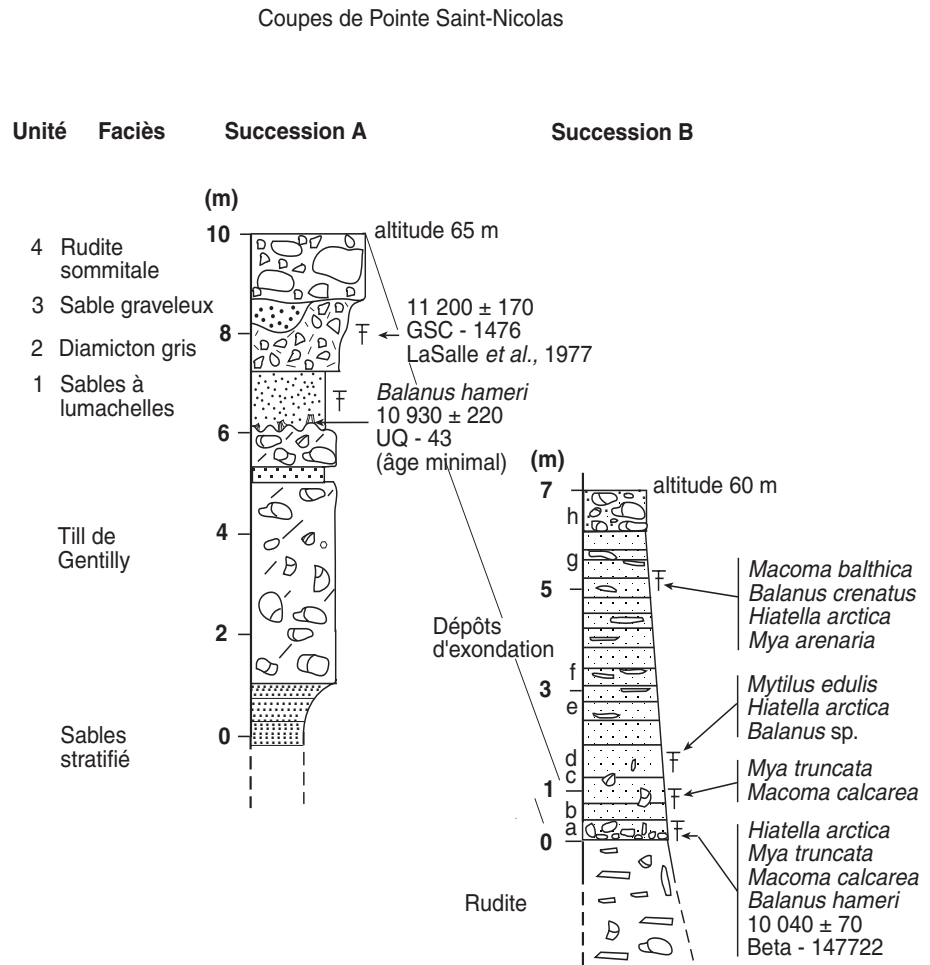 Coupes de Pointe Saint-Nicolas
Unité Faciès Succession A Succession B
(m)
10
altitude 65 m
4 Rudite
sommitale
3 Sable graveleux
8
2 Diamicton gris
1 Sables à
lumachelles
6
4
Till de
Gentilly
2
0
Sables
stratifié
11 200 ± 170
GSC - 1476
LaSalle et al., 1977
Balanus hameri
10 930 ± 220
UQ - 43
(âge minimal)
Dépôts
d'exondation
(m)
7
altitude 60 m
h
g
5
f
3
e
d
c
1
b
a
0
Rudite
Macoma balthica
Balanus crenatus
Hiatella arctica
Mya arenaria
Mytilus edulis
Hiatella arctica
Balanus sp.
Mya truncata
Macoma calcarea
Hiatella arctica
Mya truncata
Macoma calcarea
Balanus hameri
10 040 ± 70
Beta - 147722